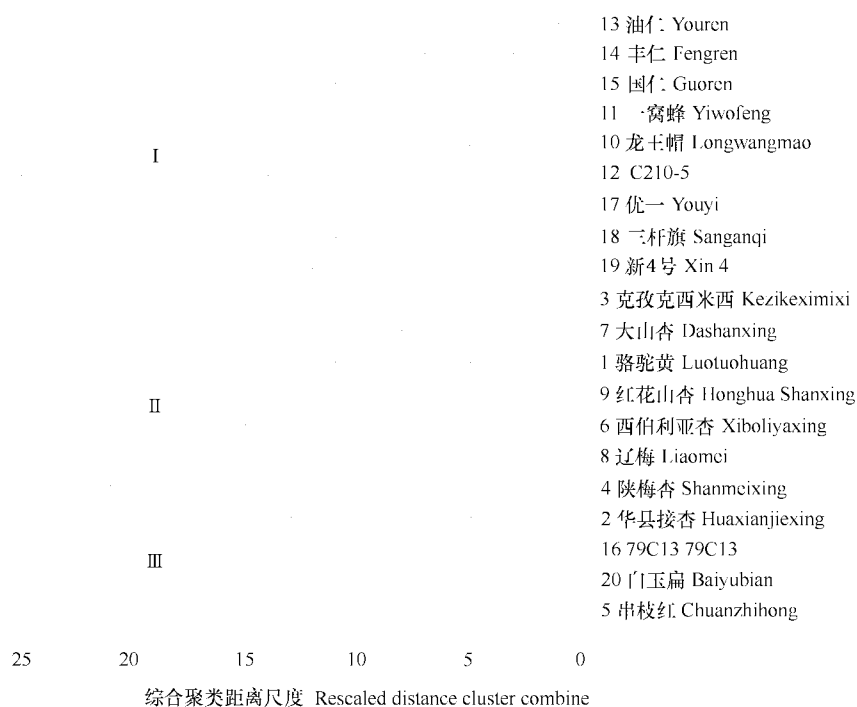 13 油仁 Youren
14 丰仁 Fengren
15 国仁 Guoren
11 一窝蜂 Yiwofeng
10 龙王帽 Longwangmao
I
12 C210-5
17 优一 Youyi
18 三杆旗 Sanganqi
19 新4号 Xin 4
3 克孜克西米西 Kezikeximixi
7 大山杏 Dashanxing
1 骆驼黄 Luotuohuang
9 红花山杏 Honghua Shanxing
II
6 西伯利亚杏 Xiboliyaxing
8 辽梅 Liaomei
4 陕梅杏 Shanmeixing
2 华县接杏 Huaxianjiexing
16 79C13 79C13
III
20 白玉扁 Baiyubian
5 串枝红 Chuanzhihong
25 20 15 10 5 0
综合聚类距离尺度 Rescaled distance cluster combine